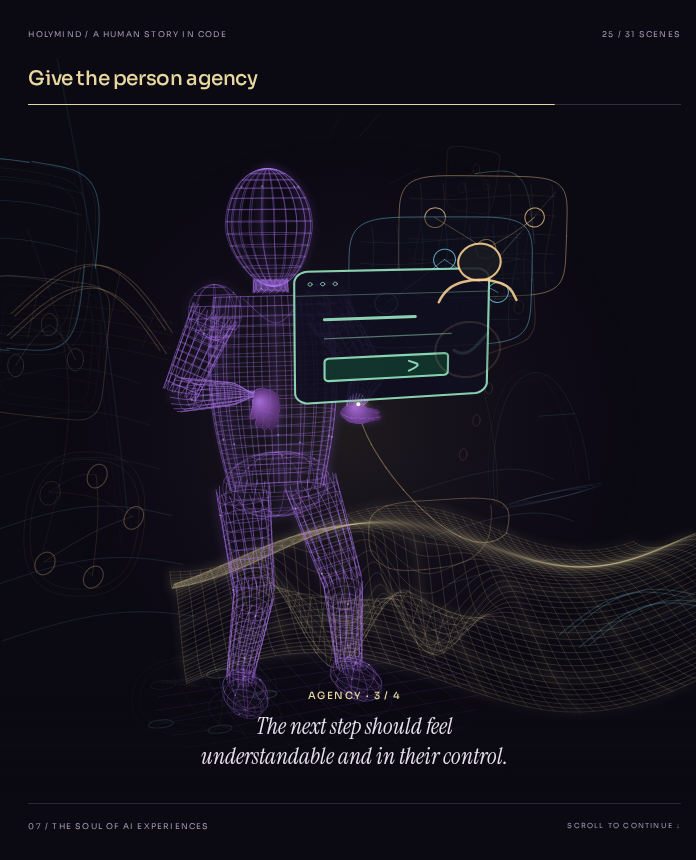 HOLYMIND / A HUMAN STORY IN CODE
25 / 31 SCENES
Give the person agency
AGENCY · 3 / 4
The next step should feel
understandable and in their control.
07 / THE SOUL OF AI EXPERIENCES
SCROLL TO CONTINUE ↓